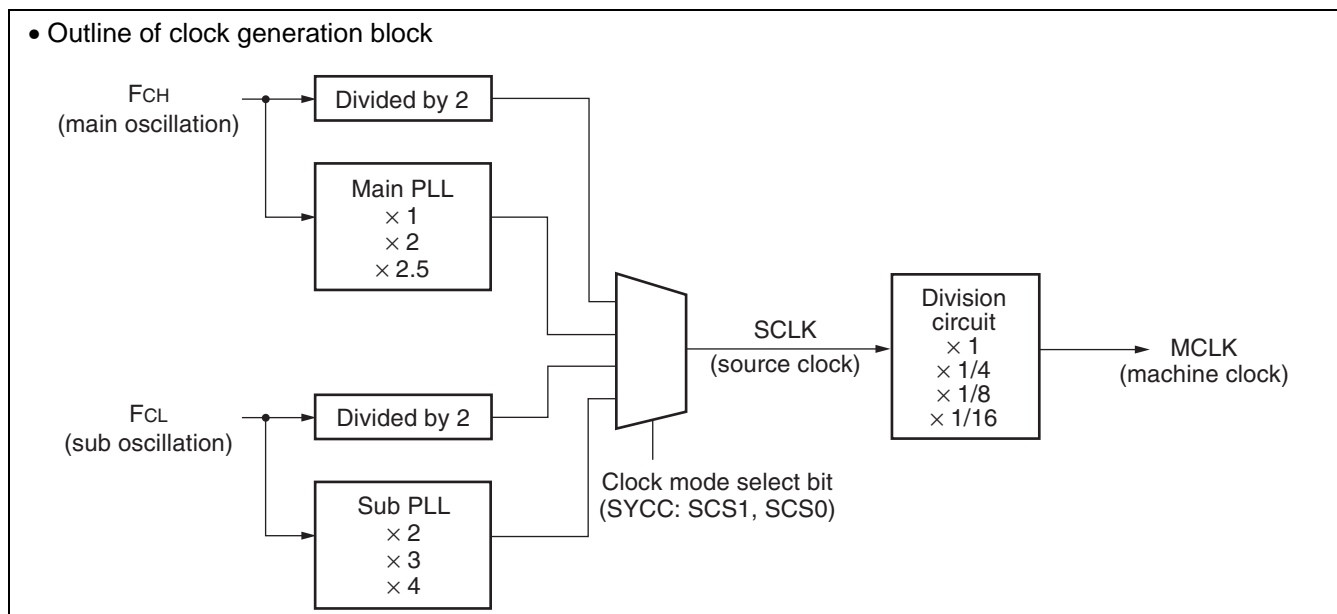 • Outline of clock generation block
FCH
(main oscillation)
Divided by 2
Main PLL
× 1
× 2
× 2.5
FCL
(sub oscillation)
Divided by 2
Sub PLL
× 2
× 3
× 4
Clock mode select bit
(SYCC: SCS1, SCS0)
SCLK
(source clock)
Division
circuit
× 1
× 1/4
× 1/8
× 1/16
MCLK
(machine clock)